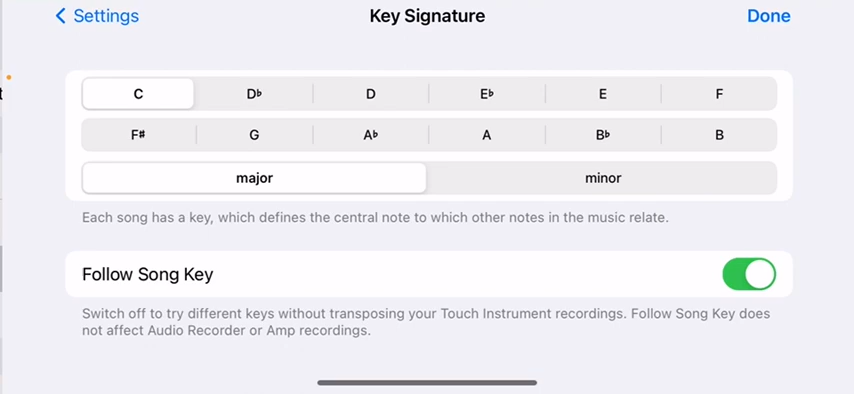 Settings Key Signature Done
C D♭ D E♭ E F
F# G A♭ A B♭ B
major minor
Each song has a key, which defines the central note to which other notes in the music relate.
Follow Song Key
Switch off to try different keys without transposing your Touch Instrument recordings. Follow Song Key does
not affect Audio Recorder or Amp recordings.